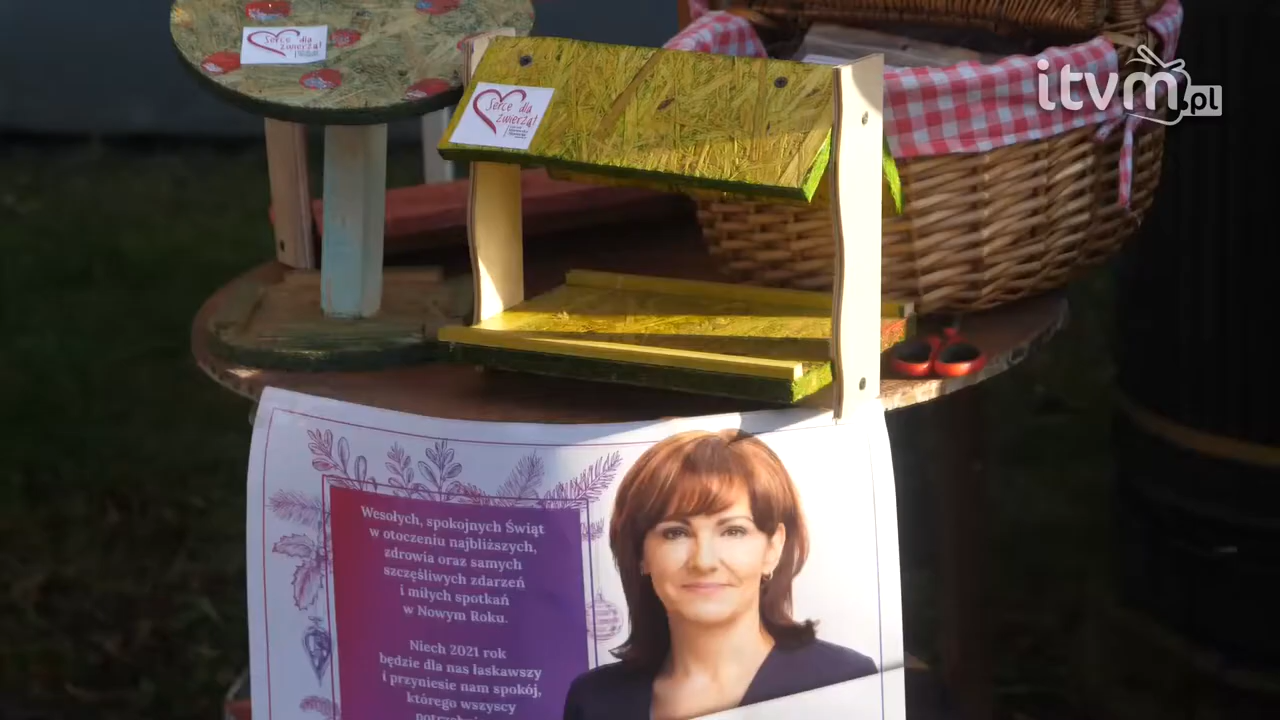 itvm.pl
Serce dla
zwierząt
Serce dla
zwierząt
Wesołych, spokojnych Świąt
w otoczeniu najbliższych,
zdrowia oraz samych
szczęśliwych zdarzeń
i miłych spotkań
w Nowym Roku.
Niech 2021 rok
będzie dla nas łaskawszy
i przyniesie nam spokój,
którego wszyscy